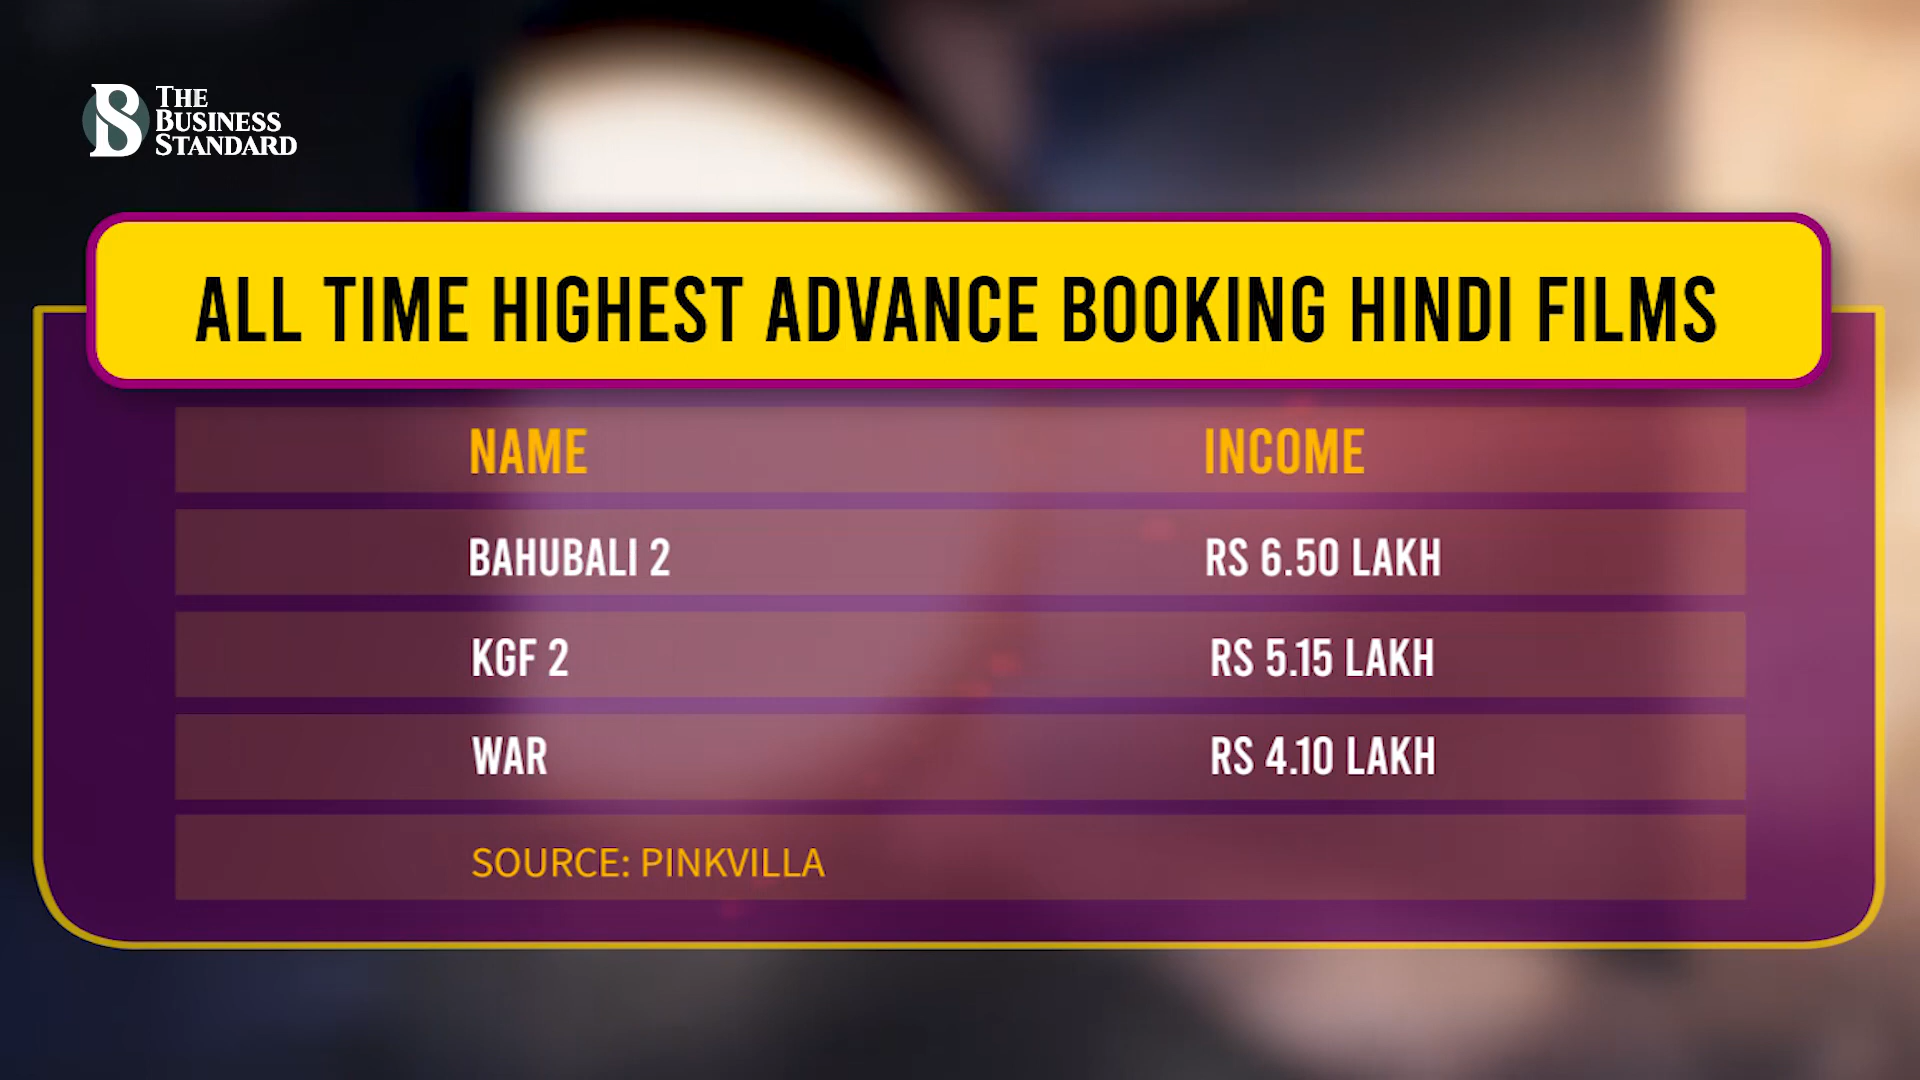 THE
BUSINESS
STANDARD
ALL TIME HIGHEST ADVANCE BOOKING HINDI FILMS
NAME INCOME
BAHUBALI 2 RS 6.50 LAKH
KGF 2 RS 5.15 LAKH
WAR RS 4.10 LAKH
SOURCE: PINKVILLA